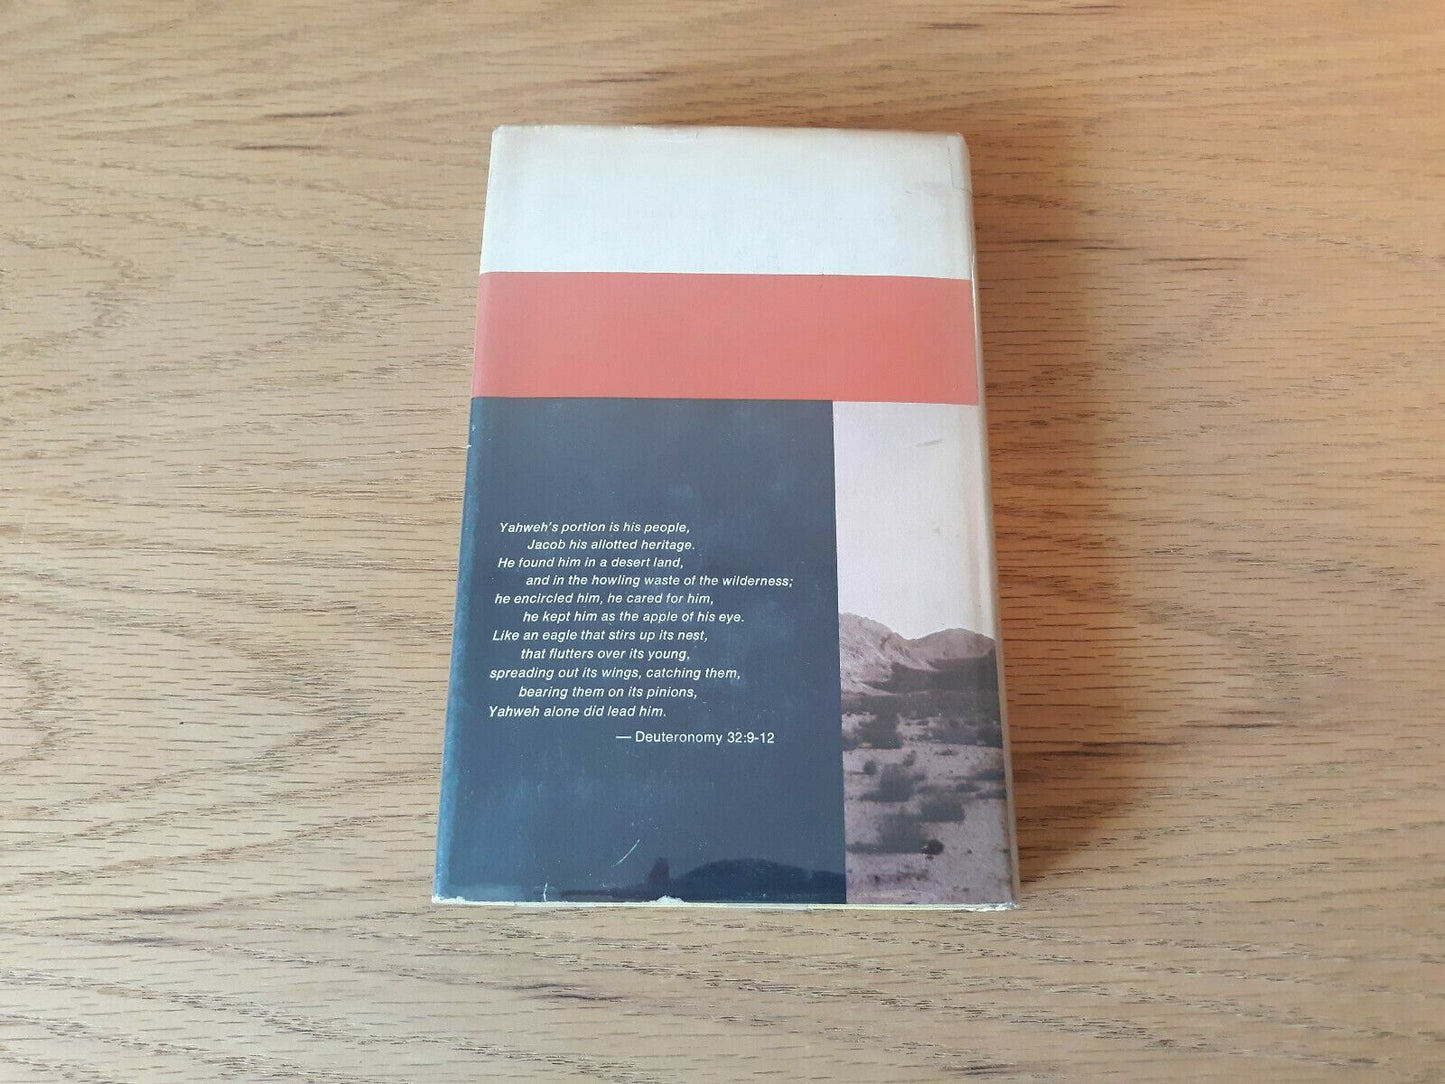 Yahweh's portion is his people,
Jacob his allotted heritage.
He found him in a desert land,
and in the howling waste of the wilderness;
he encircled him, he cared for him,
he kept him as the apple of his eye.
Like an eagle that stirs up its nest,
that flutters over its young,
spreading out its wings, catching them,
bearing them on its pinions,
Yahweh alone did lead him.
— Deuteronomy 32:9-12